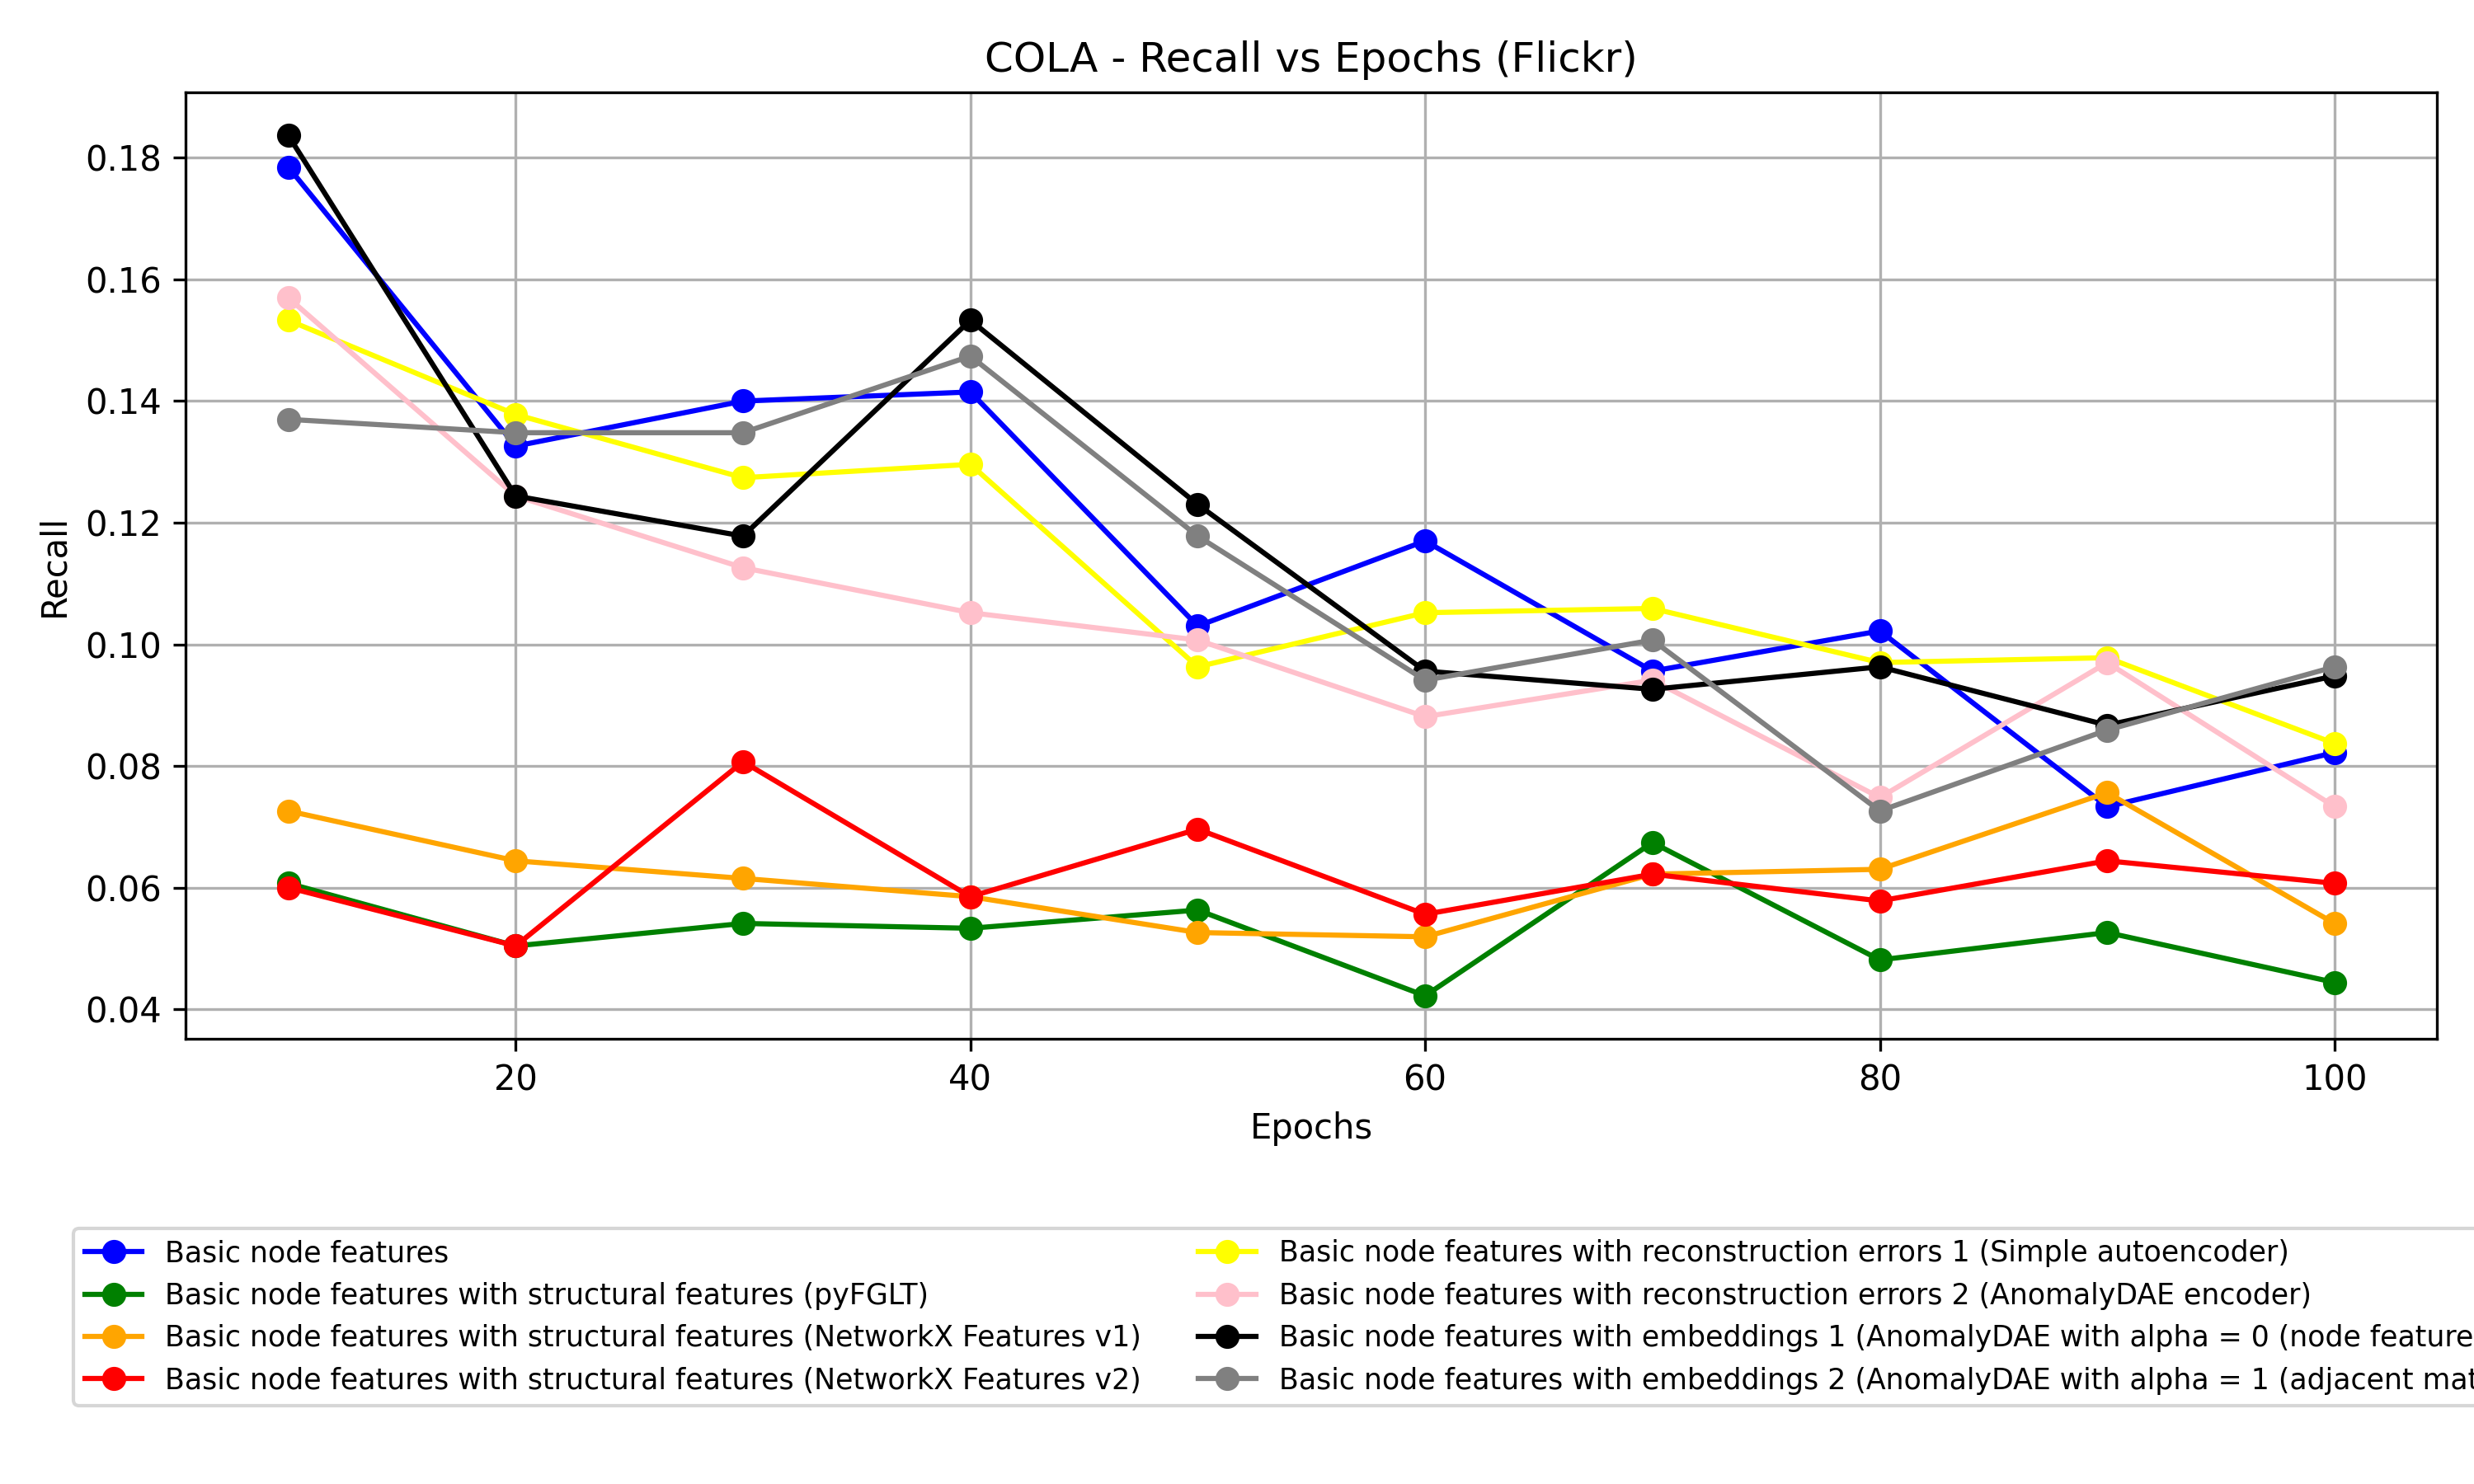 COLA - Recall vs Epochs (Flickr)
0.18
0.16
0.14
0.12
0.10
0.08
0.06
0.04
Recall
20 40 60 80 100
Epochs
Basic node features
Basic node features with structural features (pyFGLT)
Basic node features with structural features (NetworkX Features v1)
Basic node features with structural features (NetworkX Features v2)
Basic node features with reconstruction errors 1 (Simple autoencoder)
Basic node features with reconstruction errors 2 (AnomalyDAE encoder)
Basic node features with embeddings 1 (AnomalyDAE with alpha = 0 (node feature
Basic node features with embeddings 2 (AnomalyDAE with alpha = 1 (adjacent mat